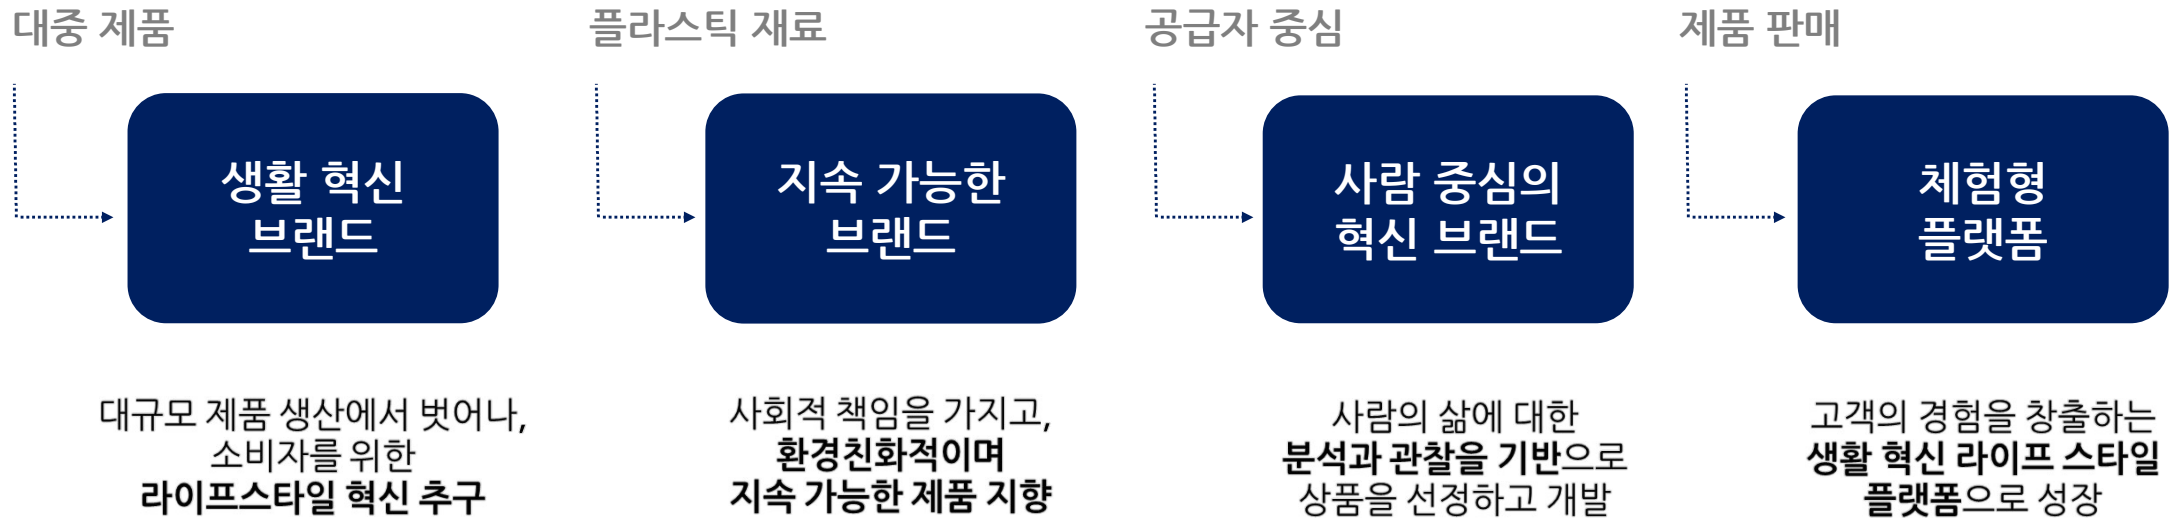 대중 제품
생활 혁신
브랜드
대규모 제품 생산에서 벗어나,
소비자를 위한
라이프스타일 혁신 추구
플라스틱 재료
지속 가능한
브랜드
사회적 책임을 가지고,
환경친화적이며
지속 가능한 제품 지향
공급자 중심
사람 중심의
혁신 브랜드
사람의 삶에 대한
분석과 관찰을 기반으로
상품을 선정하고 개발
제품 판매
체험형
플랫폼
고객의 경험을 창출하는
생활 혁신 라이프 스타일
플랫폼으로 성장